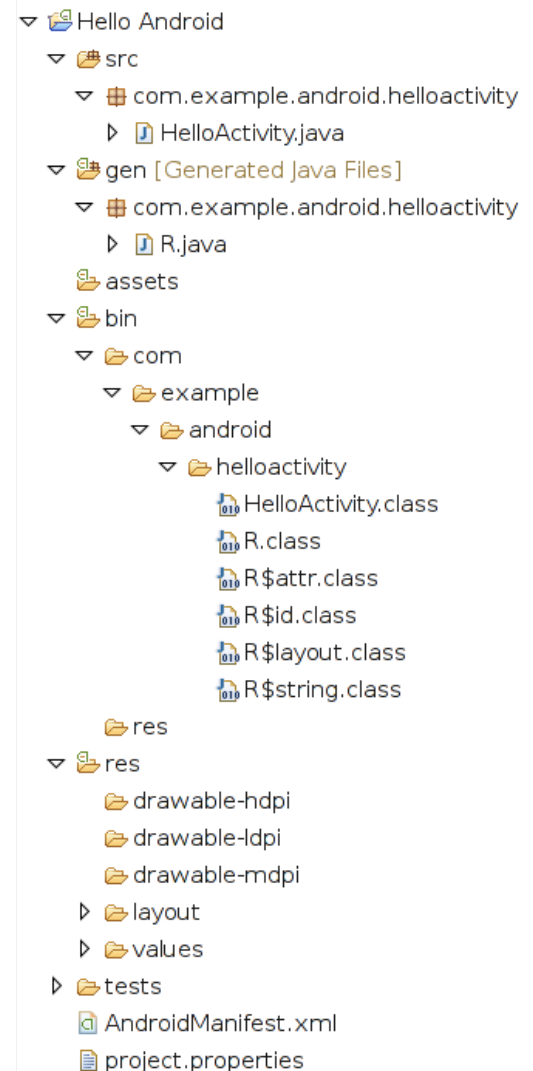 Hello Android
src
com.example.android.helloactivity
HelloActivity.java
gen [Generated Java Files]
com.example.android.helloactivity
R.java
assets
bin
com
example
android
helloactivity
HelloActivity.class
R.class
R$attr.class
R$id.class
R$layout.class
R$string.class
res
res
drawable-hdpi
drawable-ldpi
drawable-mdpi
layout
values
tests
AndroidManifest.xml
project.properties